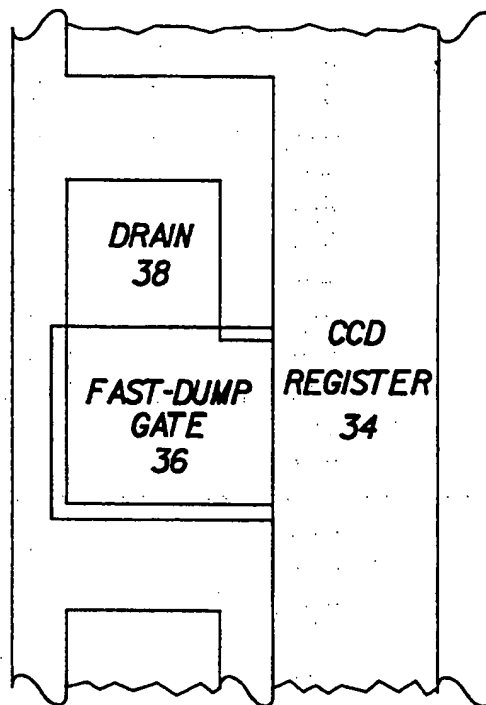 DRAIN
38
CCD
REGISTER
34
FAST-DUMP
GATE
36